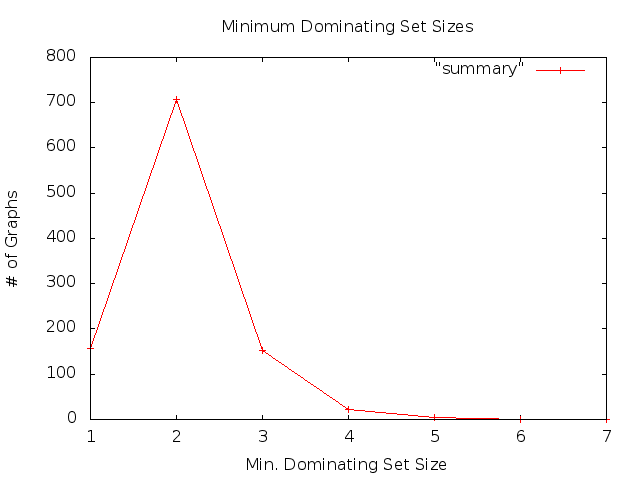 Minimum Dominating Set Sizes
800
"summary"
700
600
500
400
300
200
100
0
# of Graphs
1 2 3 4 5 6 7
Min. Dominating Set Size